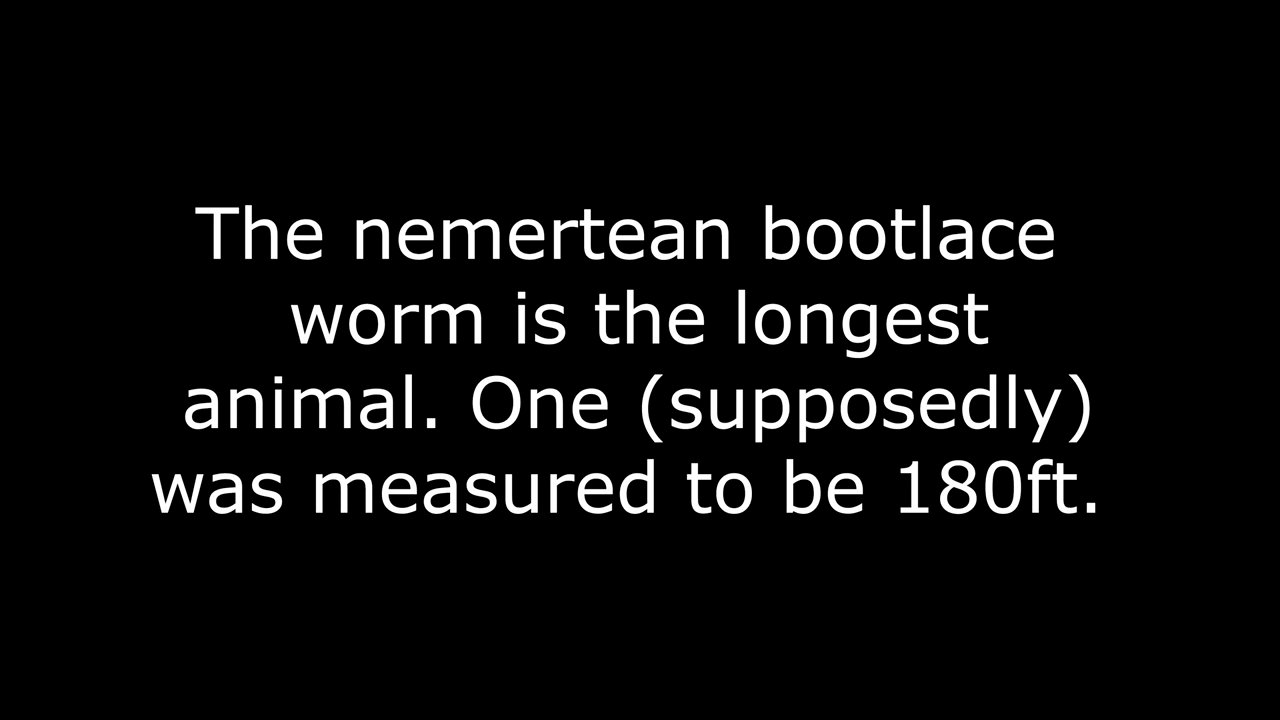 The nemertean bootlace
worm is the longest
animal. One (supposedly)
was measured to be 180ft.